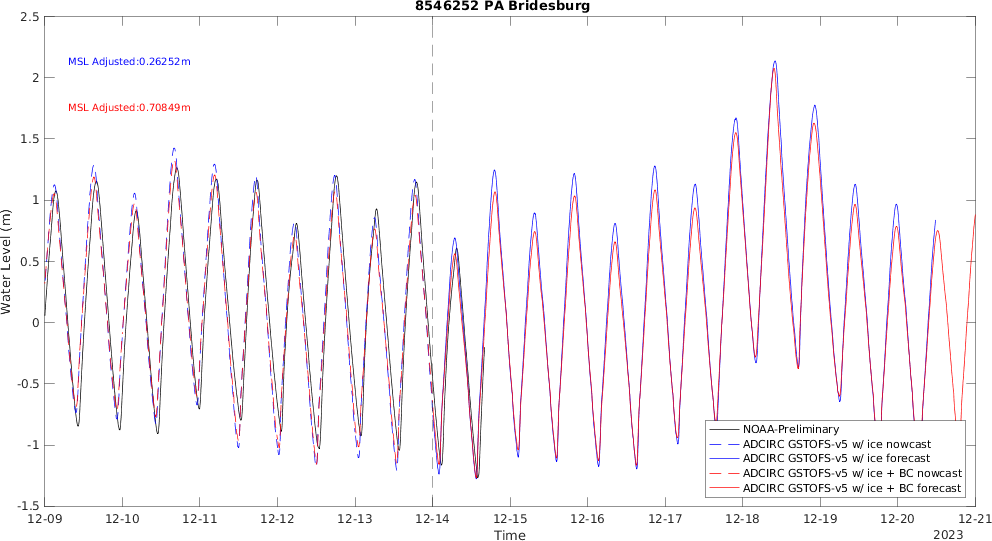 8546252 PA Bridesburg
2.5
2
1.5
1
0.5
0
-0.5
-1
-1.5
Water Level (m)
MSL Adjusted:0.26252m
MSL Adjusted:0.70849m
NOAA-Preliminary
ADCIRC GSTOFS-v5 w/ ice nowcast
ADCIRC GSTOFS-v5 w/ ice forecast
ADCIRC GSTOFS-v5 w/ ice + BC nowcast
ADCIRC GSTOFS-v5 w/ ice + BC forecast
12-09 12-10 12-11 12-12 12-13 12-14 12-15 12-16 12-17 12-18 12-19 12-20 12-21
Time
2023